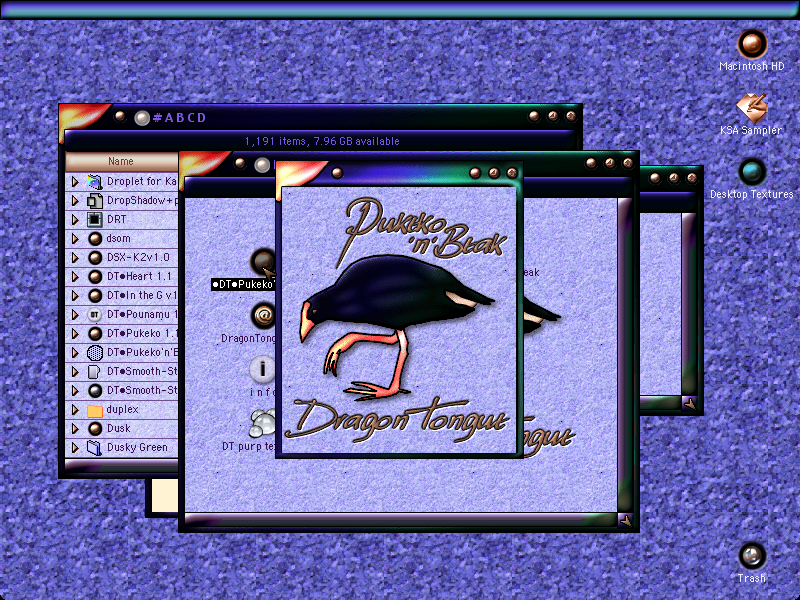 Macintosh HD
KSA Sampler
Desktop Textures
#ABCD
1,191 items, 7.96 GB available
Name
Droplet for Ka
DropShadow+p
DRT
dsom
DSX-K2v1.0
DT●Heart 1.1
DT●In the G v1
DT●Pounamu 1
DT●Pukeko 1.1
DT●Pukeko'n'B
DT●Smooth-St
DT●Smooth-St
duplex
Dusk
Dusky Green
●DT●Pukeko'
DragonTong
info
DT purp te
eak
ngue
Pukeko
'n' Beak
Dragon Tongue
Trash